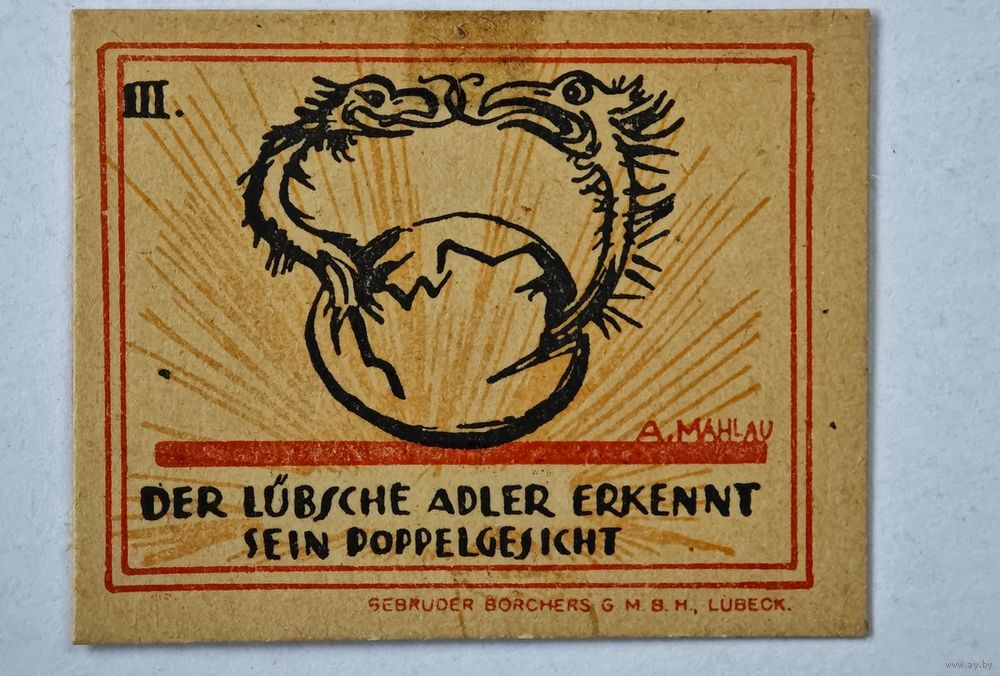 III.
A. MAHLAU
DER LÜBSCHE ADLER ERKENNT
SEIN DOPPELGESICHT
GEBRÜDER BORCHERS G. M. B. H., LÜBECK.
www.ay.by